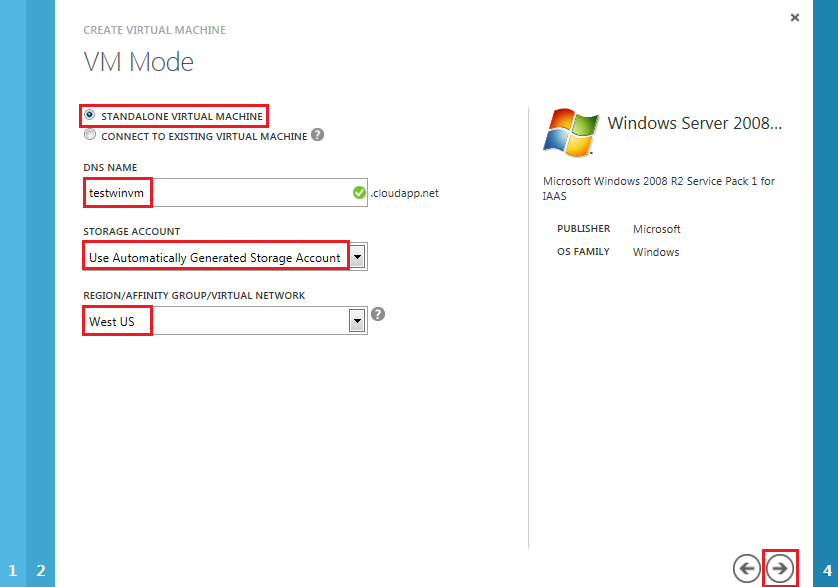 CREATE VIRTUAL MACHINE
VM Mode
STANDALONE VIRTUAL MACHINE
CONNECT TO EXISTING VIRTUAL MACHINE ?
DNS NAME
testwinvm .cloudapp.net
STORAGE ACCOUNT
Use Automatically Generated Storage Account
REGION/AFFINITY GROUP/VIRTUAL NETWORK
West US ?
Windows Server 2008...
Microsoft Windows 2008 R2 Service Pack 1 for
IAAS
PUBLISHER Microsoft
OS FAMILY Windows
1 2
4